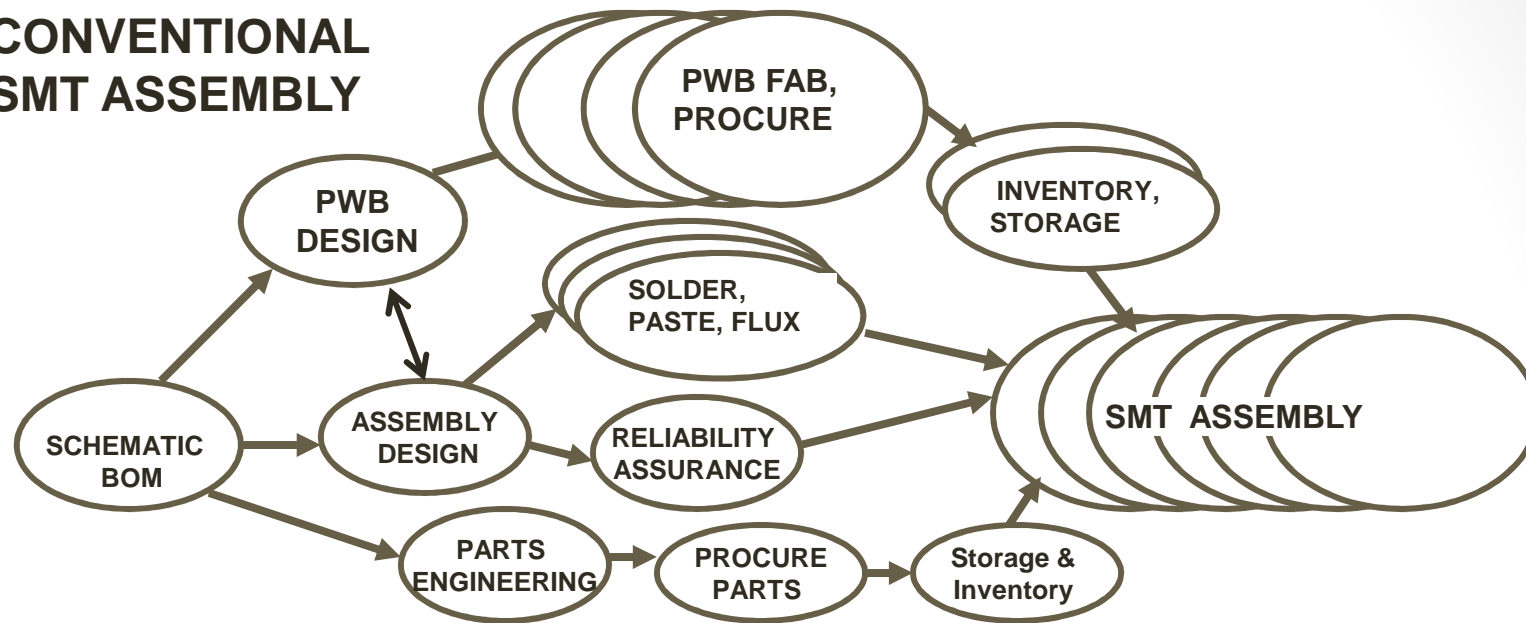 CONVENTIONAL
SMT ASSEMBLY
PWB FAB,
PROCURE
PWB
DESIGN
INVENTORY,
STORAGE
SOLDER,
PASTE, FLUX
SCHEMATIC
BOM
ASSEMBLY
DESIGN
RELIABILITY
ASSURANCE
SMT ASSEMBLY
PARTS
ENGINEERING
PROCURE
PARTS
Storage &
Inventory